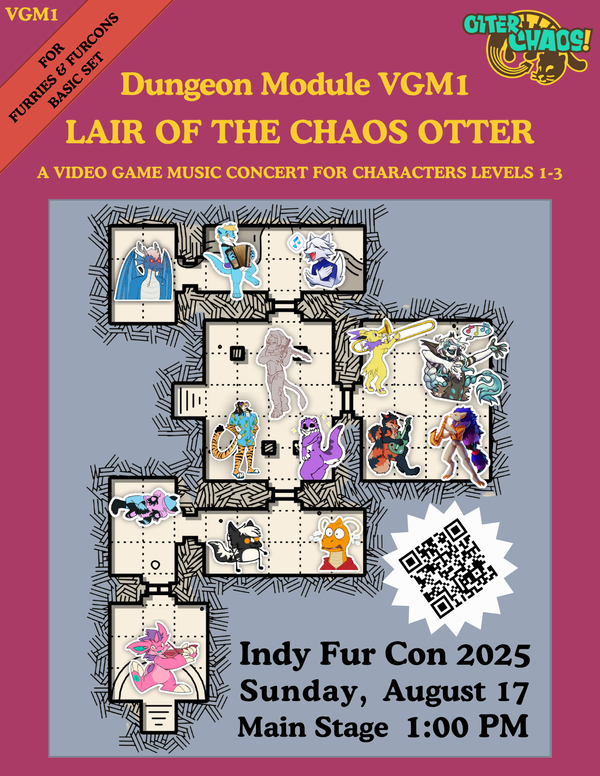 VGM1
FOR
FURRIES & FURCONS
BASIC SET
OTTER
CHAOS!
Dungeon Module VGM1
LAIR OF THE CHAOS OTTER
A VIDEO GAME MUSIC CONCERT FOR CHARACTERS LEVELS 1-3
Indy Fur Con 2025
Sunday, August 17
Main Stage 1:00 PM